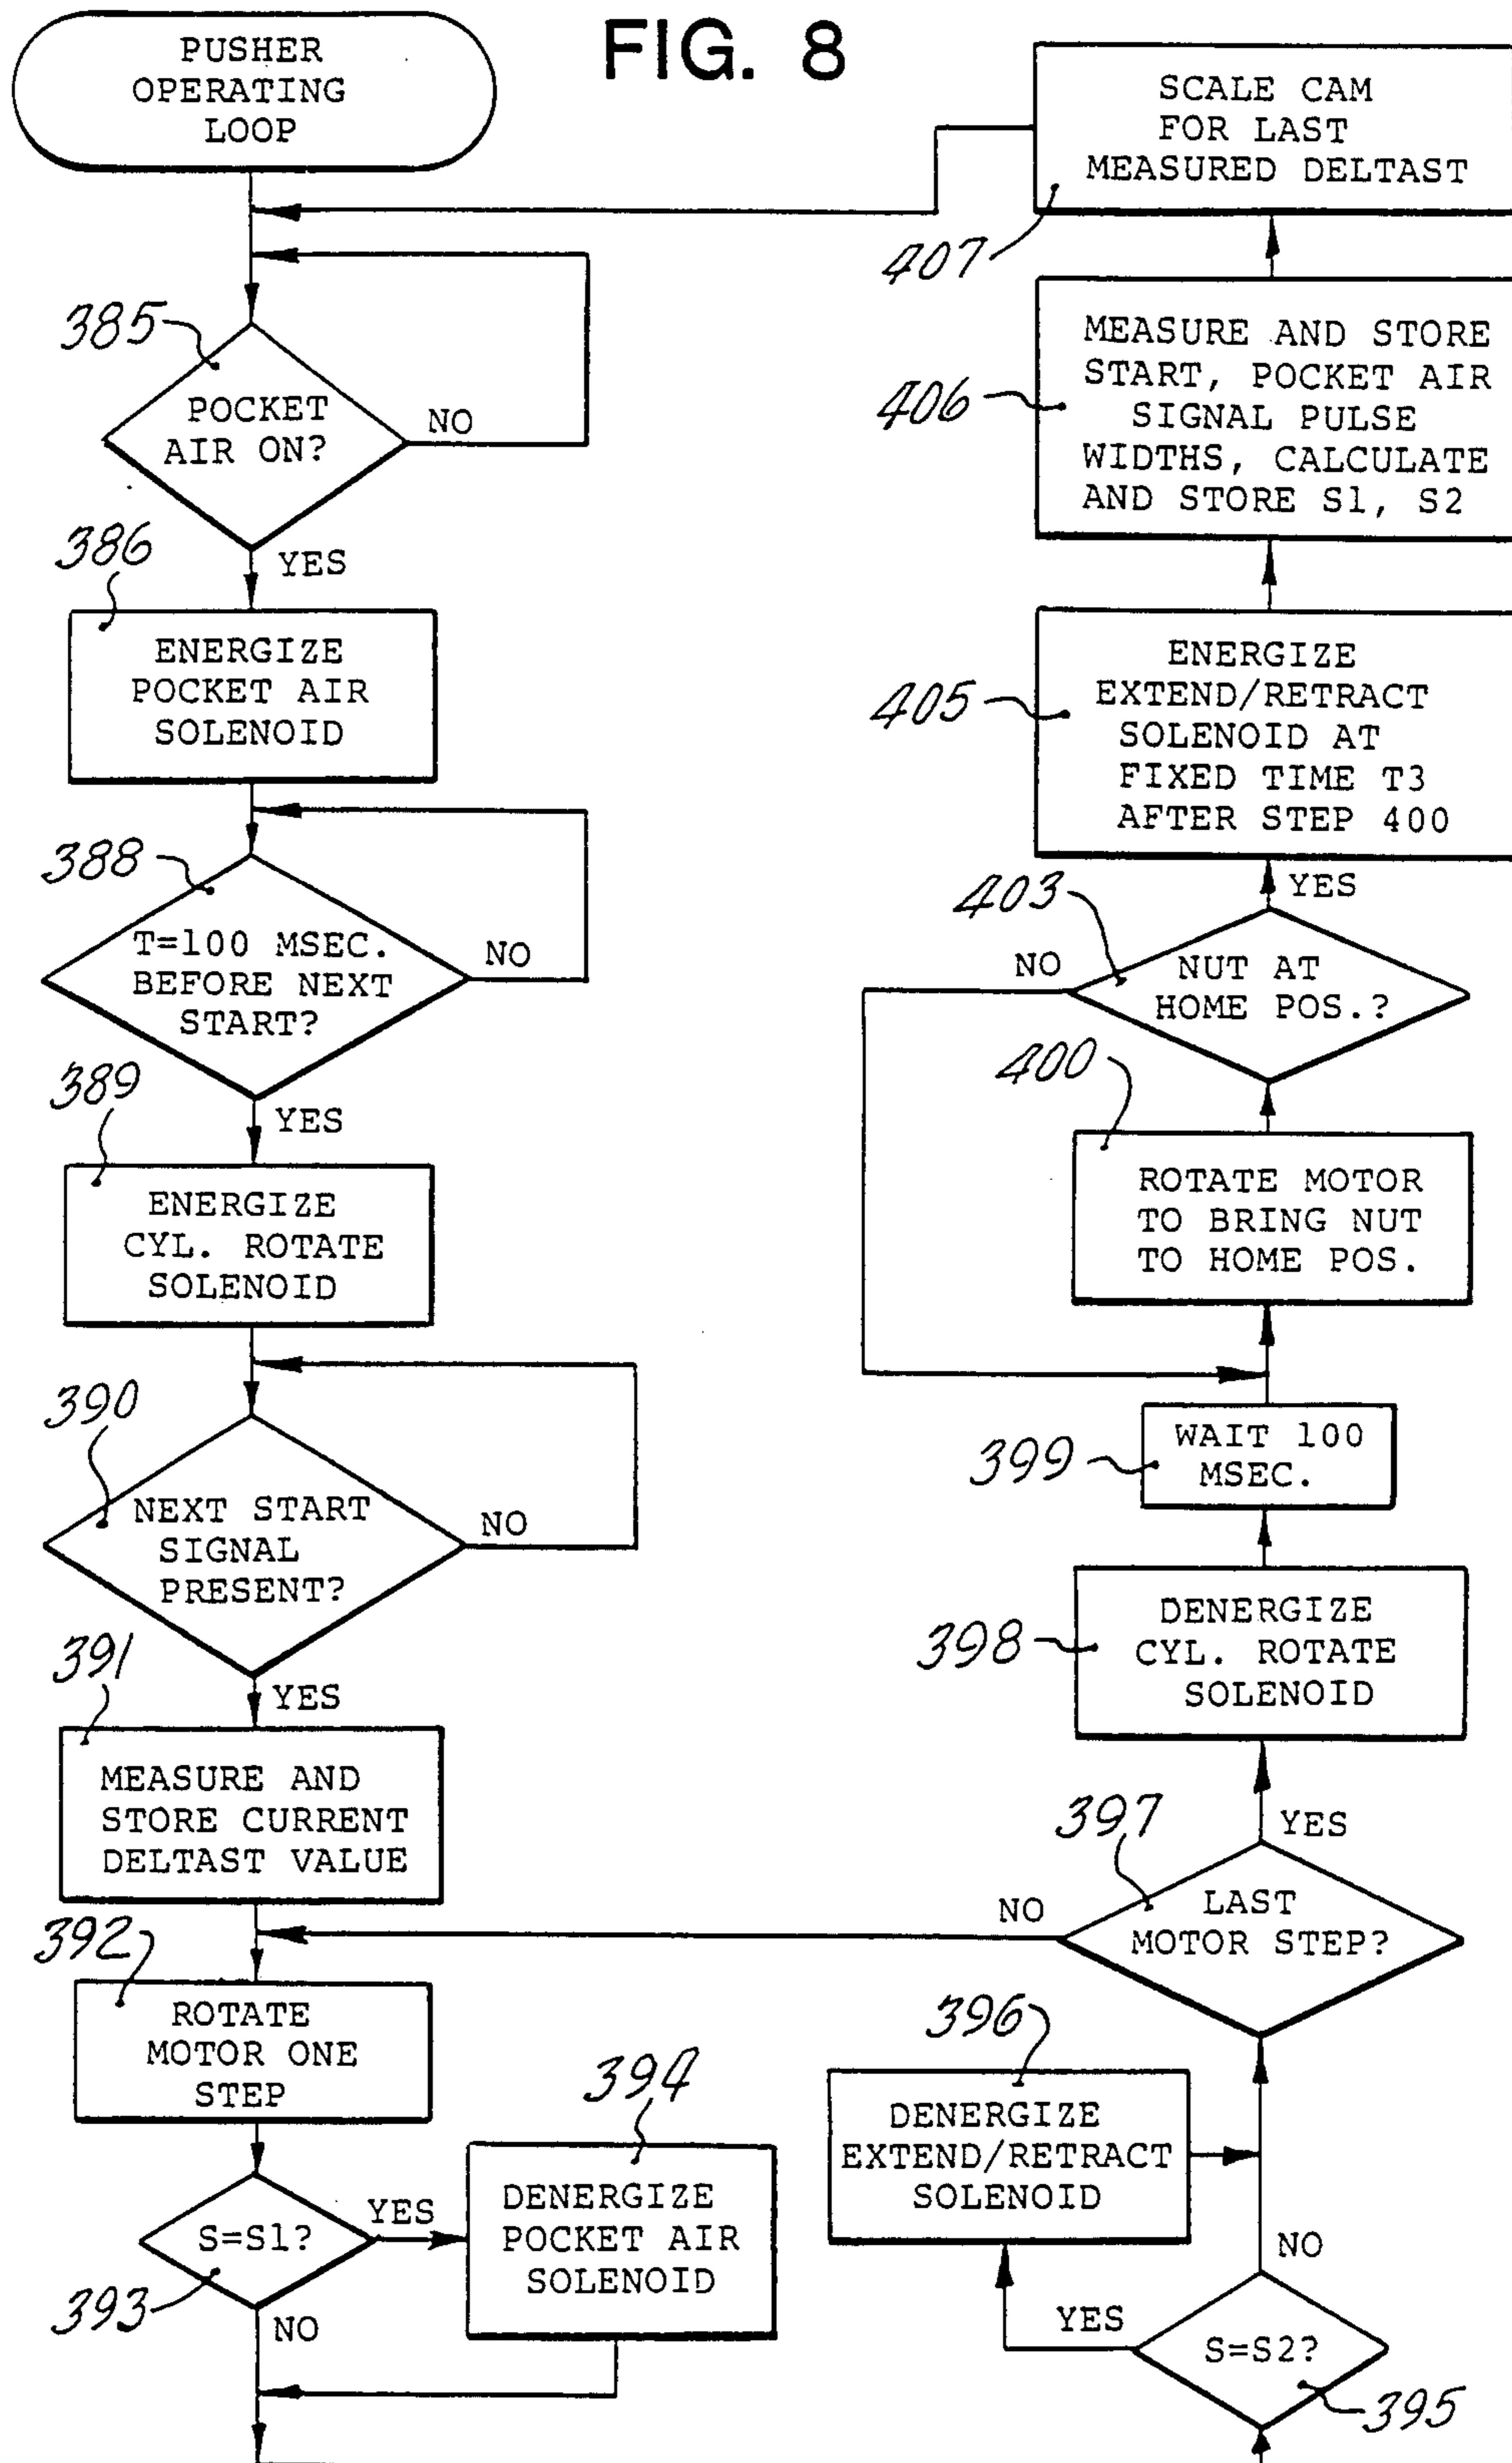 FIG. 8
PUSHER
OPERATING
LOOP
385
POCKET
AIR ON?
NO
YES
386
ENERGIZE
POCKET AIR
SOLENOID
388
T=100 MSEC.
BEFORE NEXT
START?
NO
YES
389
ENERGIZE
CYL. ROTATE
SOLENOID
390
NEXT START
SIGNAL
PRESENT?
NO
YES
391
MEASURE AND
STORE CURRENT
DELTAST VALUE
392
ROTATE
MOTOR ONE
STEP
393
S=S1?
YES
NO
394
DENERGIZE
POCKET AIR
SOLENOID
395
S=S2?
YES
NO
396
DENERGIZE
EXTEND/RETRACT
SOLENOID
397
LAST
MOTOR STEP?
NO
YES
398
DENERGIZE
CYL. ROTATE
SOLENOID
399
WAIT 100
MSEC.
400
ROTATE MOTOR
TO BRING NUT
TO HOME POS.
403
NUT AT
HOME POS.?
NO
YES
405
ENERGIZE
EXTEND/RETRACT
SOLENOID AT
FIXED TIME T3
AFTER STEP 400
406
MEASURE AND STORE
START, POCKET AIR
SIGNAL PULSE
WIDTHS, CALCULATE
AND STORE S1, S2
407
SCALE CAM
FOR LAST
MEASURED DELTAST